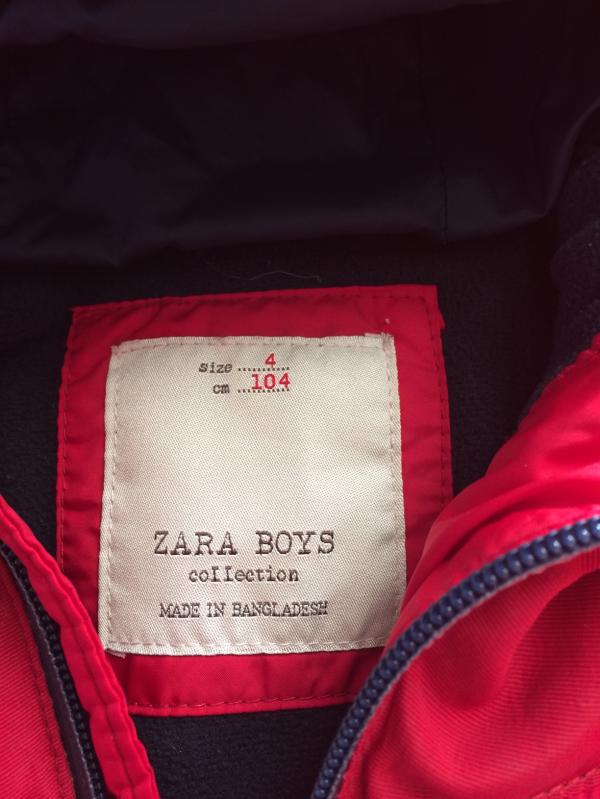 size 4
cm 104
ZARA BOYS
collection
MADE IN BANGLADESH